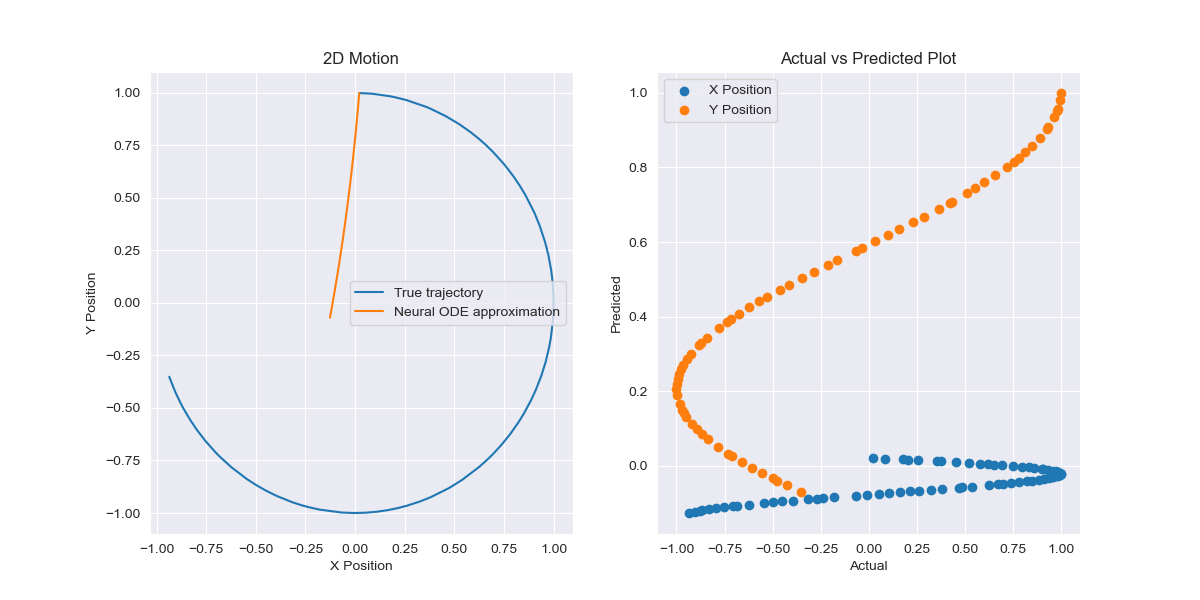 2D Motion
1.00
0.75
0.50
0.25
0.00
−0.25
−0.50
−0.75
−1.00
Y Position
True trajectory
Neural ODE approximation
−1.00 −0.75 −0.50 −0.25 0.00 0.25 0.50 0.75 1.00
X Position
Actual vs Predicted Plot
X Position
Y Position
1.0
0.8
0.6
0.4
0.2
0.0
Predicted
−1.00 −0.75 −0.50 −0.25 0.00 0.25 0.50 0.75 1.00
Actual